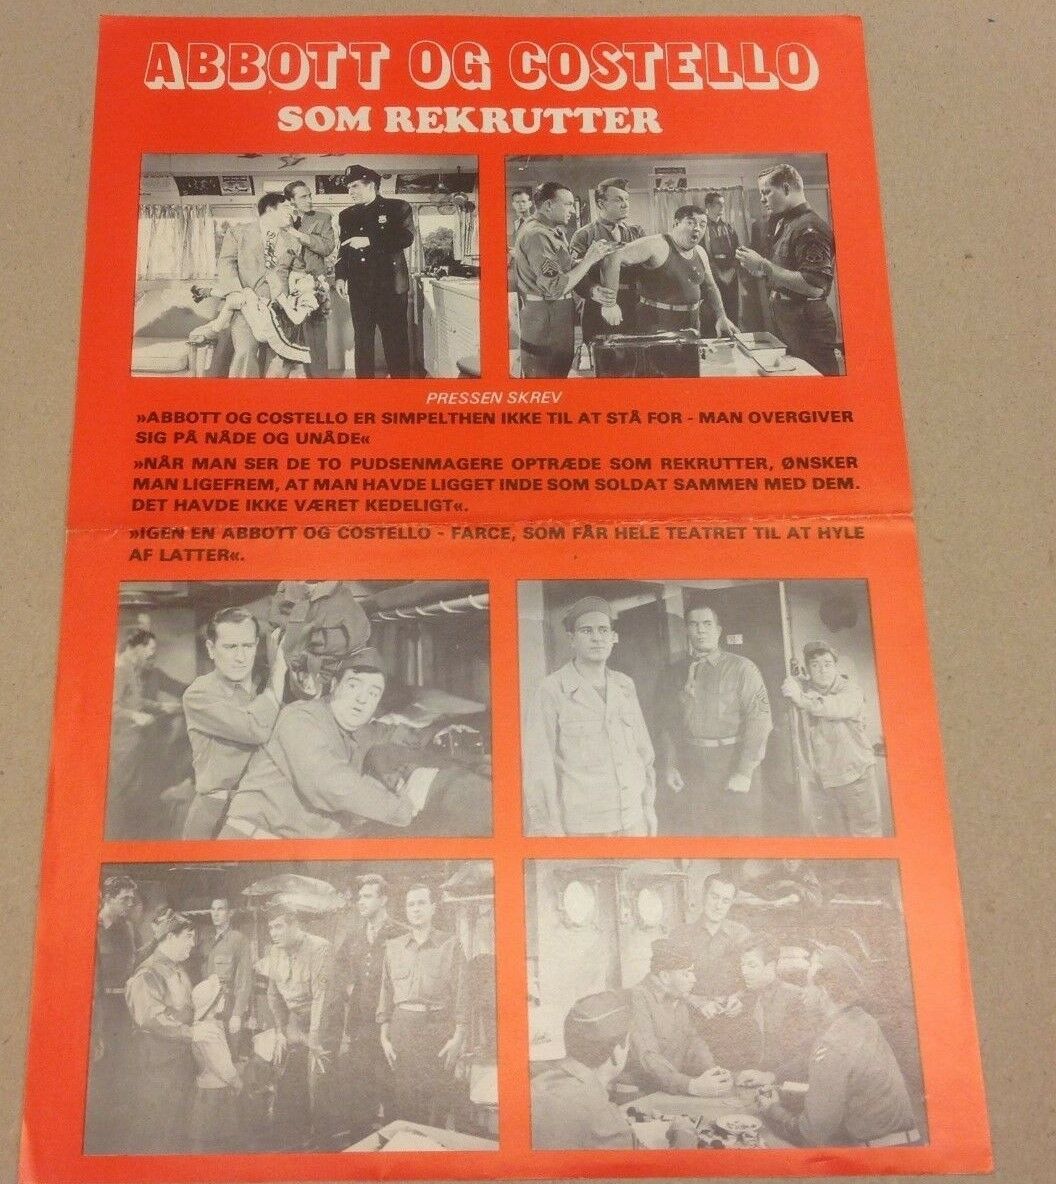 ABBOTT OG COSTELLO
SOM REKRUTTER
PRESSEN SKREV
»ABBOTT OG COSTELLO ER SIMPELTHEN IKKE TIL AT STÅ FOR - MAN OVERGIVER
SIG PÅ NÅDE OG UNÅDE«
»NÅR MAN SER DE TO PUDSENMAGERE OPTRÆDE SOM REKRUTTER, ØNSKER
MAN LIGEFREM, AT MAN HAVDE LIGGET INDE SOM SOLDAT SAMMEN MED DEM.
DET HAVDE IKKE VÆRET KEDELIGT«.
»IGEN EN ABBOTT OG COSTELLO - FARCE, SOM FÅR HELE TEATRET TIL AT HYLE
AF LATTER«.